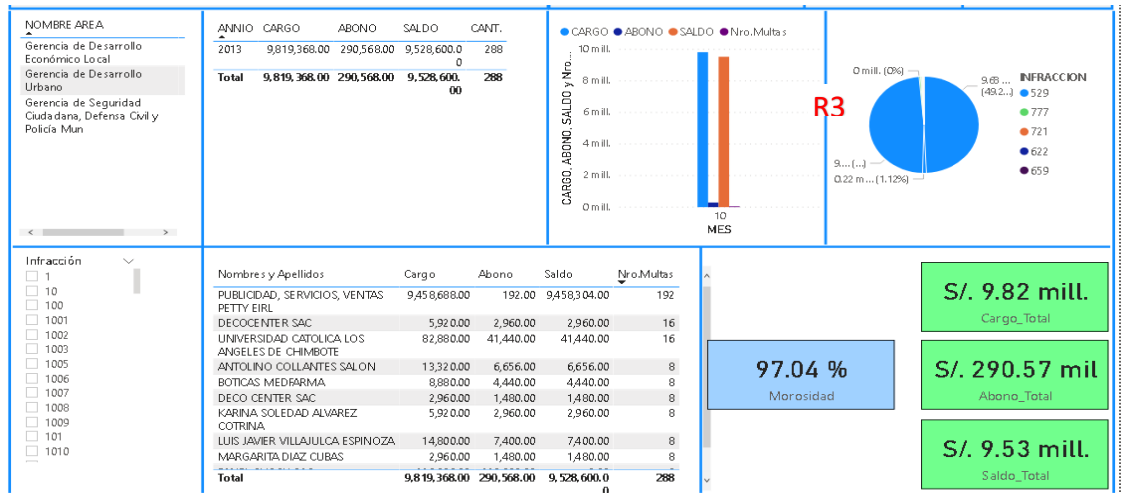 NOMBRE AREA
Gerencia de Desarrollo
Económico Local
Gerencia de Desarrollo
Urbano
Gerencia de Seguridad
Ciudadana, Defensa Civil y
Policía Mun
ANNIO CARGO ABONO SALDO CANT.
2013 9,819,368.00 290,568.00 9,528,600.0
0 288
Total 9,819,368.00 290,568.00 9,528,600.
00 288
CARGO ABONO SALDO Nro.Multas
CARGO, ABONO, SALDO y Nro...
10 mill.
8 mill.
6 mill.
4 mill.
2 mill.
0 mill.
10
MES
R3
0 mill. (0%)
(49.2...)
9.... (...)
0.22 m... (1.12%)
INFRACCION
529
777
721
622
659
Infracción
1
10
100
1001
1002
1003
1005
1006
1007
1008
1009
101
1010
Nombres y Apellidos Cargo Abono Saldo Nro.Multas
PUBLICIDAD, SERVICIOS, VENTAS
PETTY EIRL 9,458,688.00 192.00 9,458,304.00 192
DECOCENTER SAC 5,920.00 2,960.00 2,960.00 16
UNIVERSIDAD CATOLICA LOS
ANGELES DE CHIMBOTE 82,880.00 41,440.00 41,440.00 16
ANTOLINO COLLANTES SALON 13,320.00 6,656.00 6,656.00 8
BOTICAS MEDFARMA 8,880.00 4,440.00 4,440.00 8
DECO CENTER SAC 2,960.00 1,480.00 1,480.00 8
KARINA SOLEDAD ALVAREZ
COTRINA 5,920.00 2,960.00 2,960.00 8
LUIS JAVIER VILLAJULCA ESPINOZA 14,800.00 7,400.00 7,400.00 8
MARGARITA DIAZ CUBAS 2,960.00 1,480.00 1,480.00 8
Total 9,819,368.00 290,568.00 9,528,600.0
0 288
97.04 %
Morosidad
S/. 9.82 mill.
Cargo_Total
S/. 290.57 mil
Abono_Total
S/. 9.53 mill.
Saldo_Total